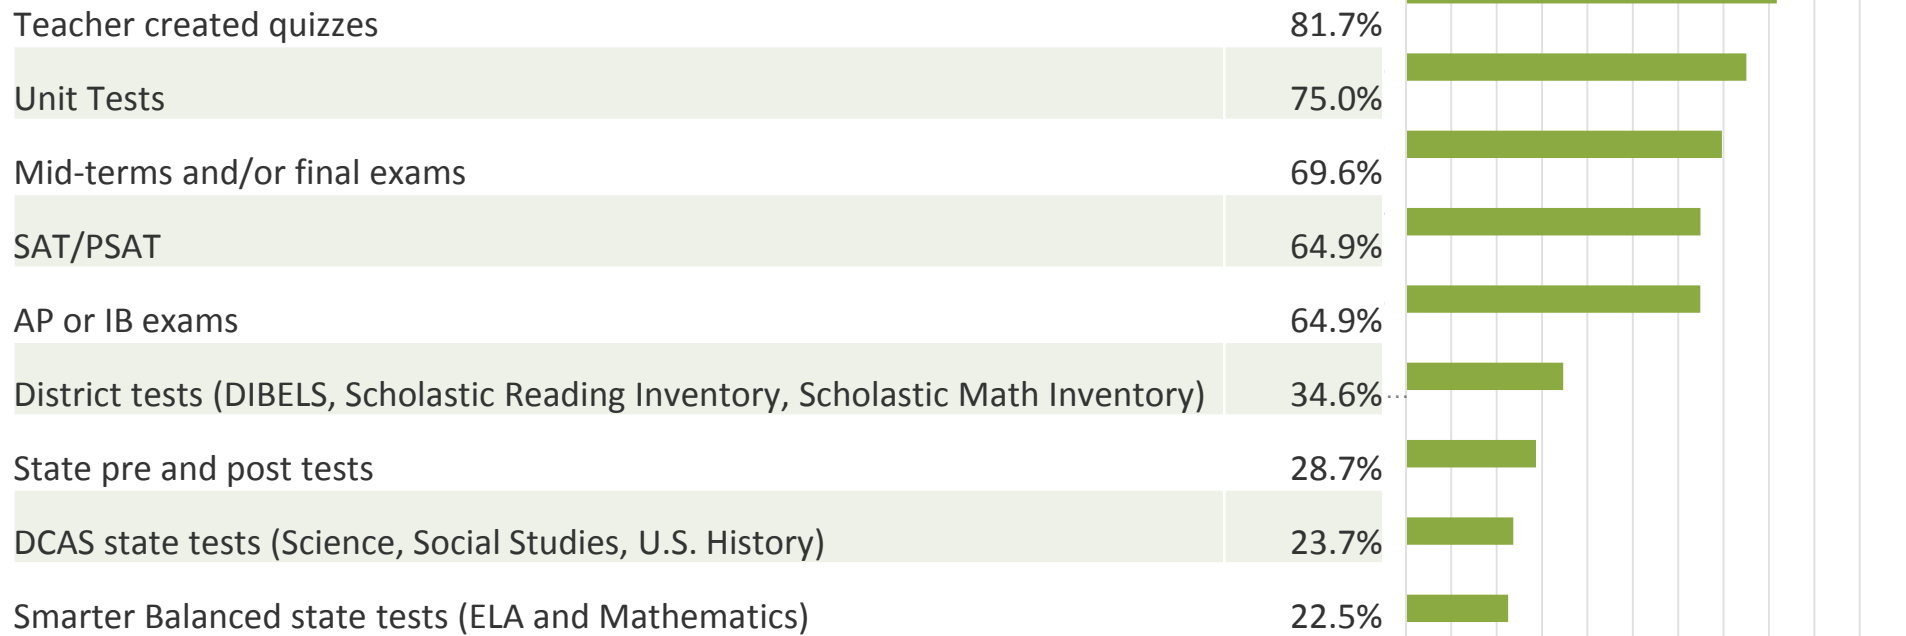 Teacher created quizzes 81.7%
Unit Tests 75.0%
Mid-terms and/or final exams 69.6%
SAT/PSAT 64.9%
AP or IB exams 64.9%
District tests (DIBELS, Scholastic Reading Inventory, Scholastic Math Inventory) 34.6% ...
State pre and post tests 28.7%
DCAS state tests (Science, Social Studies, U.S. History) 23.7%
Smarter Balanced state tests (ELA and Mathematics) 22.5%